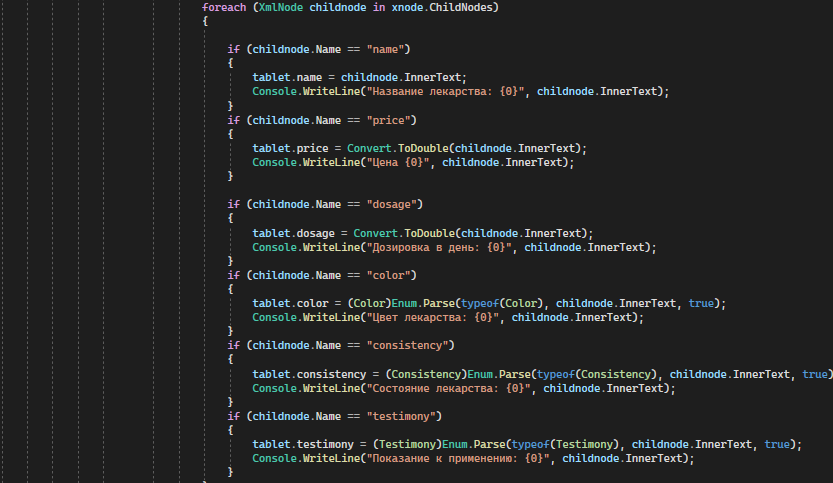 foreach (XmlNode childnode in xnode.ChildNodes)
{
if (childnode.Name == "name")
{
tablet.name = childnode.InnerText;
Console.WriteLine("Название лекарства: {0}", childnode.InnerText);
}
if (childnode.Name == "price")
{
tablet.price = Convert.ToDouble(childnode.InnerText);
Console.WriteLine("Цена {0}", childnode.InnerText);
}
if (childnode.Name == "dosage")
{
tablet.dosage = Convert.ToDouble(childnode.InnerText);
Console.WriteLine("Дозировка в день: {0}", childnode.InnerText);
}
if (childnode.Name == "color")
{
tablet.color = (Color)Enum.Parse(typeof(Color), childnode.InnerText, true);
Console.WriteLine("Цвет лекарства: {0}", childnode.InnerText);
}
if (childnode.Name == "consistency")
{
tablet.consistency = (Consistency)Enum.Parse(typeof(Consistency), childnode.InnerText, true)
Console.WriteLine("Состояние лекарства: {0}", childnode.InnerText);
}
if (childnode.Name == "testimony")
{
tablet.testimony = (Testimony)Enum.Parse(typeof(Testimony), childnode.InnerText, true);
Console.WriteLine("Показание к применению: {0}", childnode.InnerText);
}